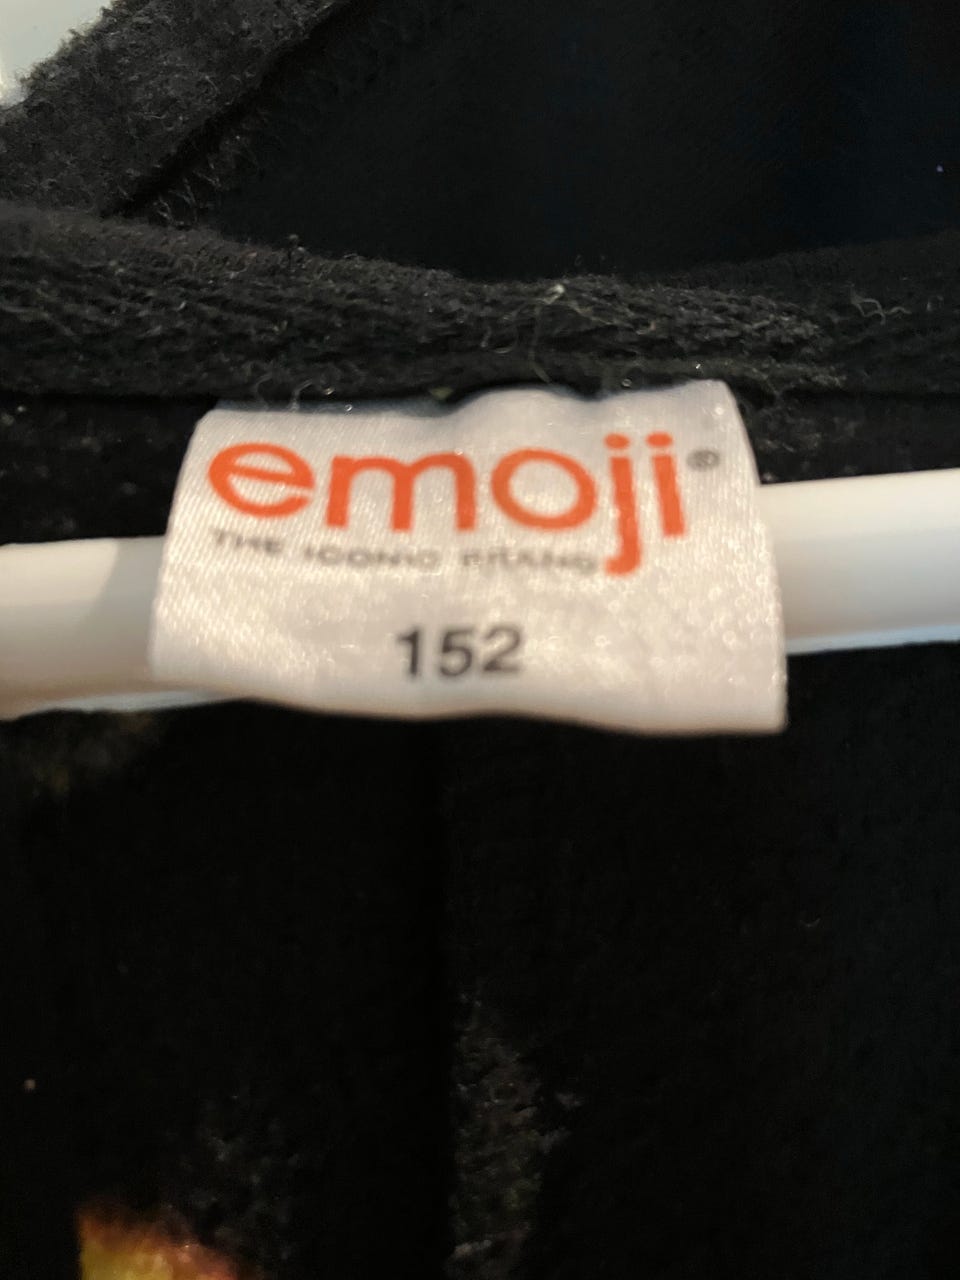 emoji®
THE ICONIC BRAND
152